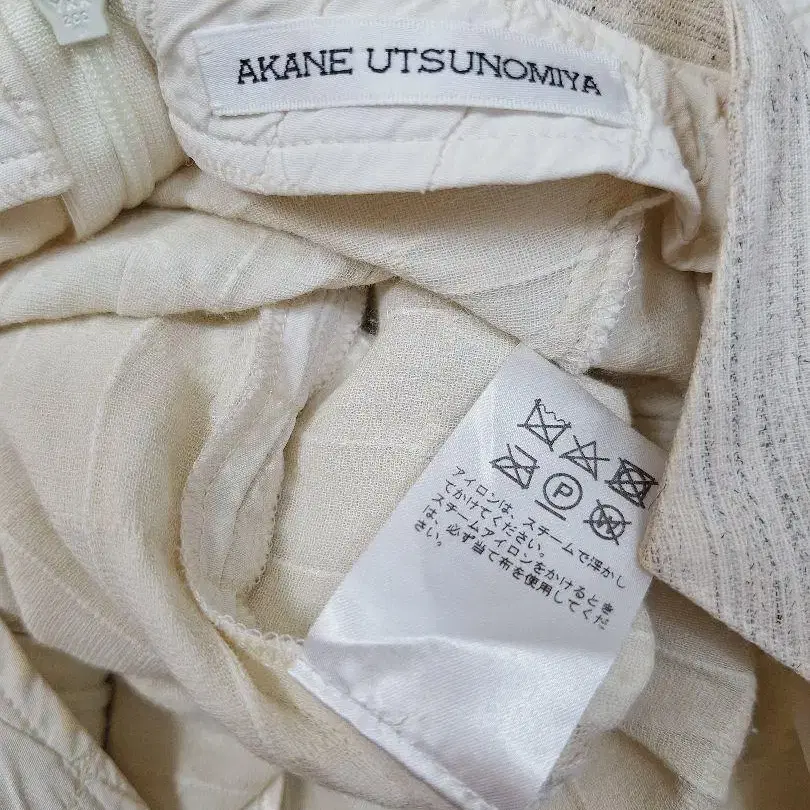 AKANE UTSUNOMIYA
P
W
アイロンは、スチームで浮かし
てかけてください。
スチームアイロンをかけるとき
は、必ず当て布を使用してくだ
さい。